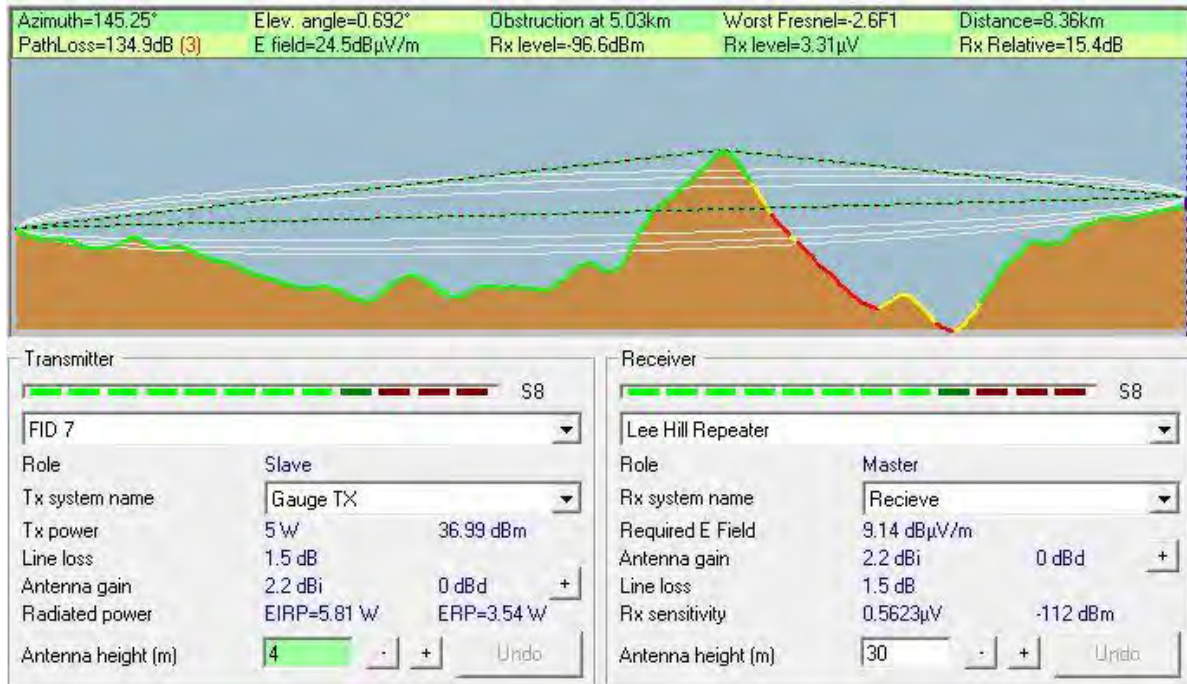 Azimuth=145.25° Elev. angle=0.692° Obstruction at 5.03km Worst Fresnel=-2.6F1 Distance=8.36km
PathLoss=134.9dB (3) E field=24.5dBµV/m Rx level=-96.6dBm Rx level=3.31µV Rx Relative=15.4dB
Transmitter
S8
FID 7
Role Slave
Tx system name Gauge TX
Tx power 5 W 36.99 dBm
Line loss 1.5 dB
Antenna gain 2.2 dBi 0 dBd +
Radiated power EIRP=5.81 W ERP=3.54 W
Antenna height (m) 4 - + Undo
Receiver
S8
Lee Hill Repeater
Role Master
Rx system name Recieve
Required E Field 9.14 dBµV/m
Antenna gain 2.2 dBi 0 dBd +
Line loss 1.5 dB
Rx sensitivity 0.5623µV -112 dBm
Antenna height (m) 30 - + Undo